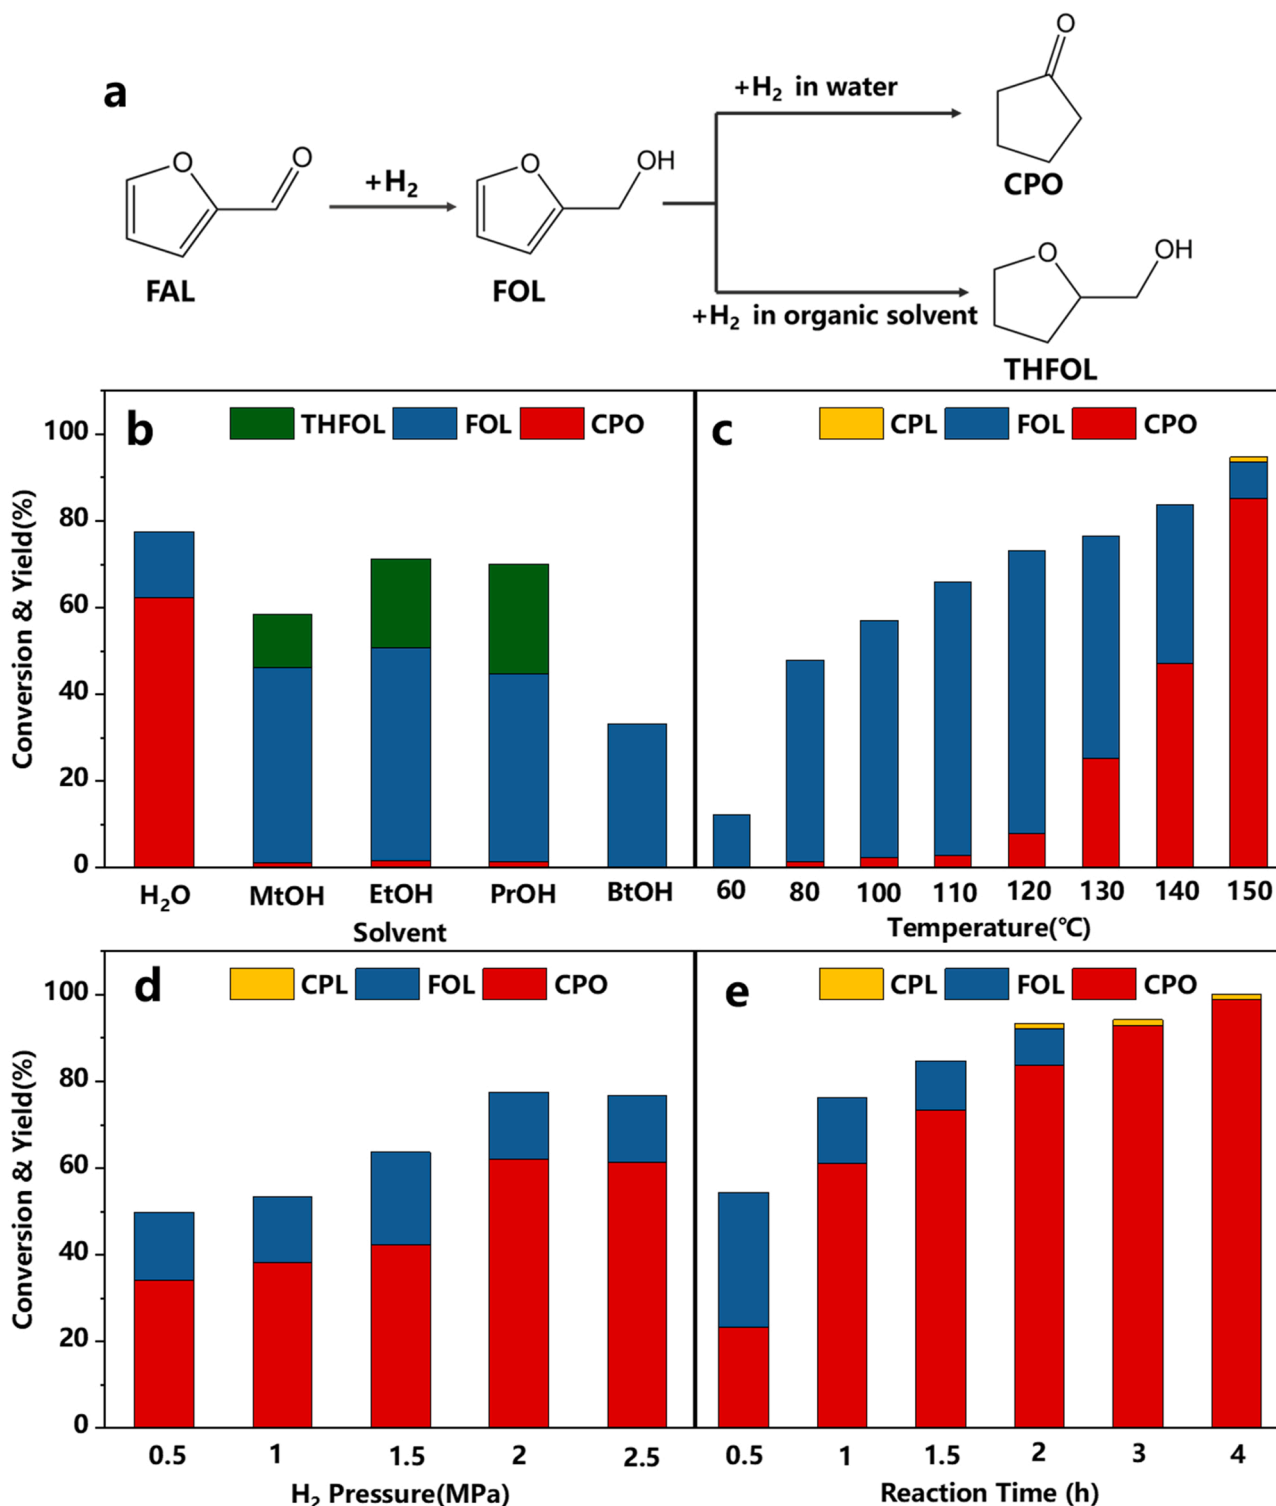 a
O
O
+H₂
FAL
O
OH
FOL
+H₂ in water
O
CPO
+H₂ in organic solvent
O
OH
THFOL
b
THFOL FOL CPO
Conversion & Yield(%)
100
80
60
40
20
0
H₂O MtOH EtOH PrOH BtOH
Solvent
c
CPL FOL CPO
60 80 100 110 120 130 140 150
Temperature(℃)
d
CPL FOL CPO
Conversion & Yield(%)
100
80
60
40
20
0
0.5 1 1.5 2 2.5
H₂ Pressure(MPa)
e
CPL FOL CPO
0.5 1 1.5 2 3 4
Reaction Time (h)